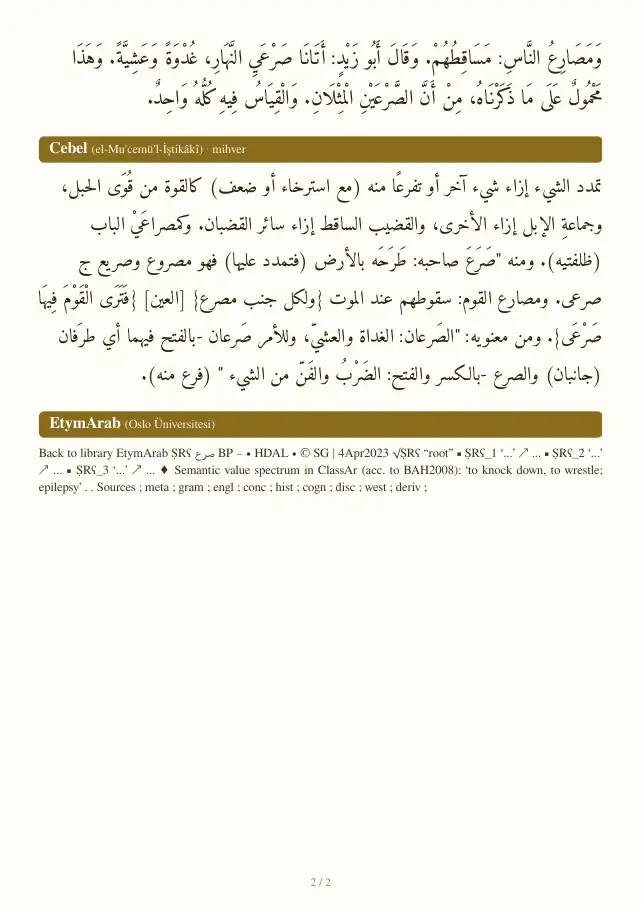 وَمَصَارِعُ النَّاسِ: مَسَاقِطُهُمْ. وَقَالَ أَبُو زَيْدٍ: أَتَانَا صَرْعَيِ النَّهَارِ، غُدْوَةً وَعَشِيَّةً. وَهَذَا
مَحْمُولٌ عَلَى مَا ذَكَرْنَاهُ، مِنْ أَنَّ الصَّرْعَيْنِ الْمِثْلَانِ. وَالْقِيَاسُ فِيهِ كُلُّهُ وَاحِدٌ.
Cebel (el-Mu'cemü'l-İştikâkî) · mihver
تمدد الشيء إزاء شيء آخر أو تفرعًا منه (مع استرخاء أو ضعف) كالقوة من قُوَى الحبل،
وجماعةِ الإبل إزاء الأخرى، والقضيب الساقط إزاء سائر القضبان. وكمصراعَيْ الباب
(ظلفتيه). ومنه "صَرَعَ صاحبه: طَرَحَه بالأرض (فتمدد عليها) فهو مصروع وصريع ج
صرعى. ومصارع القوم: سقوطهم عند الموت {ولكل جنب مصرع} [العين] {فَتَرَى الْقَوْمَ فِيهَا
صَرْعَى}. ومن معنويه: "الصَرعان: الغداة والعشيّ، وللأمر صَرعان -بالفتح فيهما أي طرَفان
(جانبان) والصرع -بالكسر والفتح: الضَرْبُ والفَنّ من الشيء " (فرع منه).
EtymArab (Oslo Üniversitesi)
Back to library EtymArab ṢRʕ صرع BP – • HDAL • © SG | 4Apr2023 √ṢRʕ “root” ▪ ṢRʕ_1 ‘...’ ↗ ... ▪ ṢRʕ_2 ‘...’
↗ ... ▪ ṢRʕ_3 ‘...’ ↗ ... ♦ Semantic value spectrum in ClassAr (acc. to BAH2008): ‘to knock down, to wrestle;
epilepsy’ . . Sources ; meta ; gram ; engl ; conc ; hist ; cogn ; disc ; west ; deriv ;
2 / 2